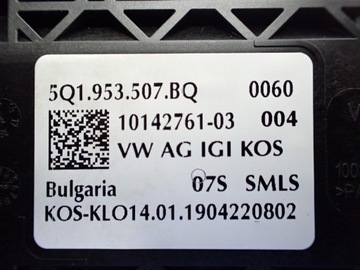 5Q1.953.507.BQ 0060
10142761-03 004
VW AG IGI KOS
Bulgaria 07S SMLS
KOS-KLO14.01.1904220802